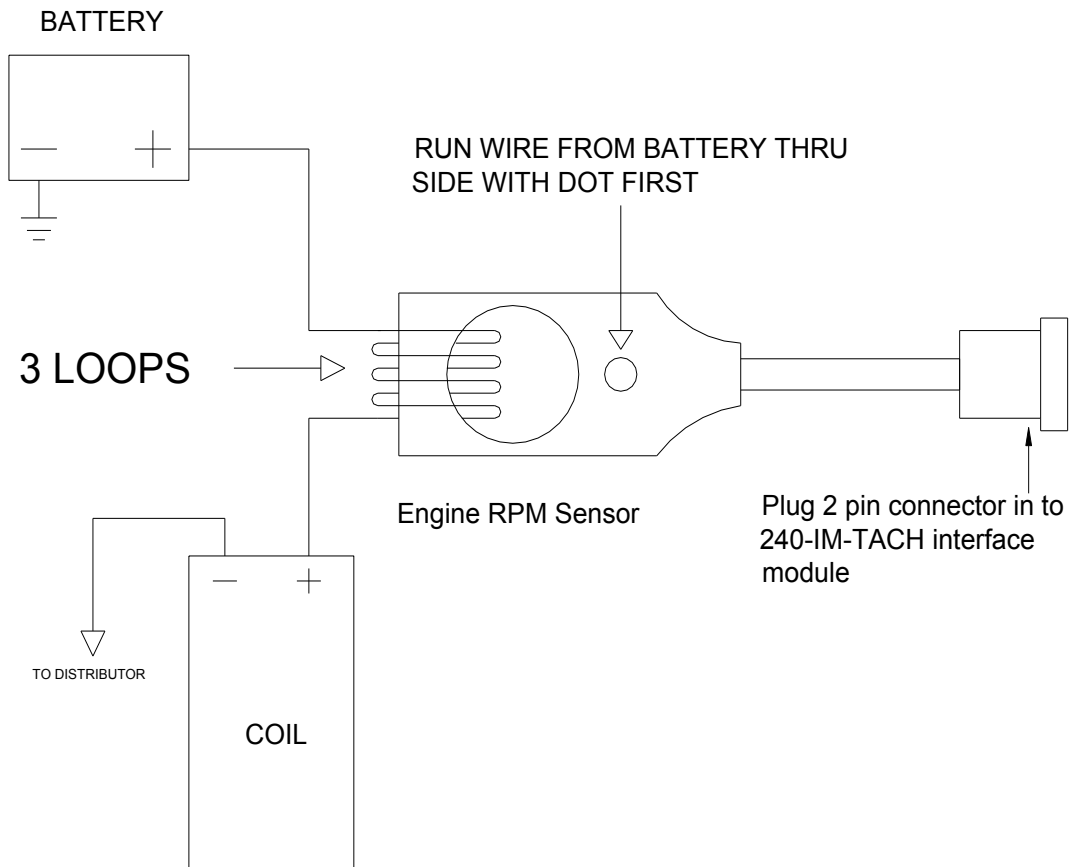 BATTERY
RUN WIRE FROM BATTERY THRU
SIDE WITH DOT FIRST
3 LOOPS
Engine RPM Sensor
Plug 2 pin connector in to
240-IM-TACH interface
module
TO DISTRIBUTOR
COIL